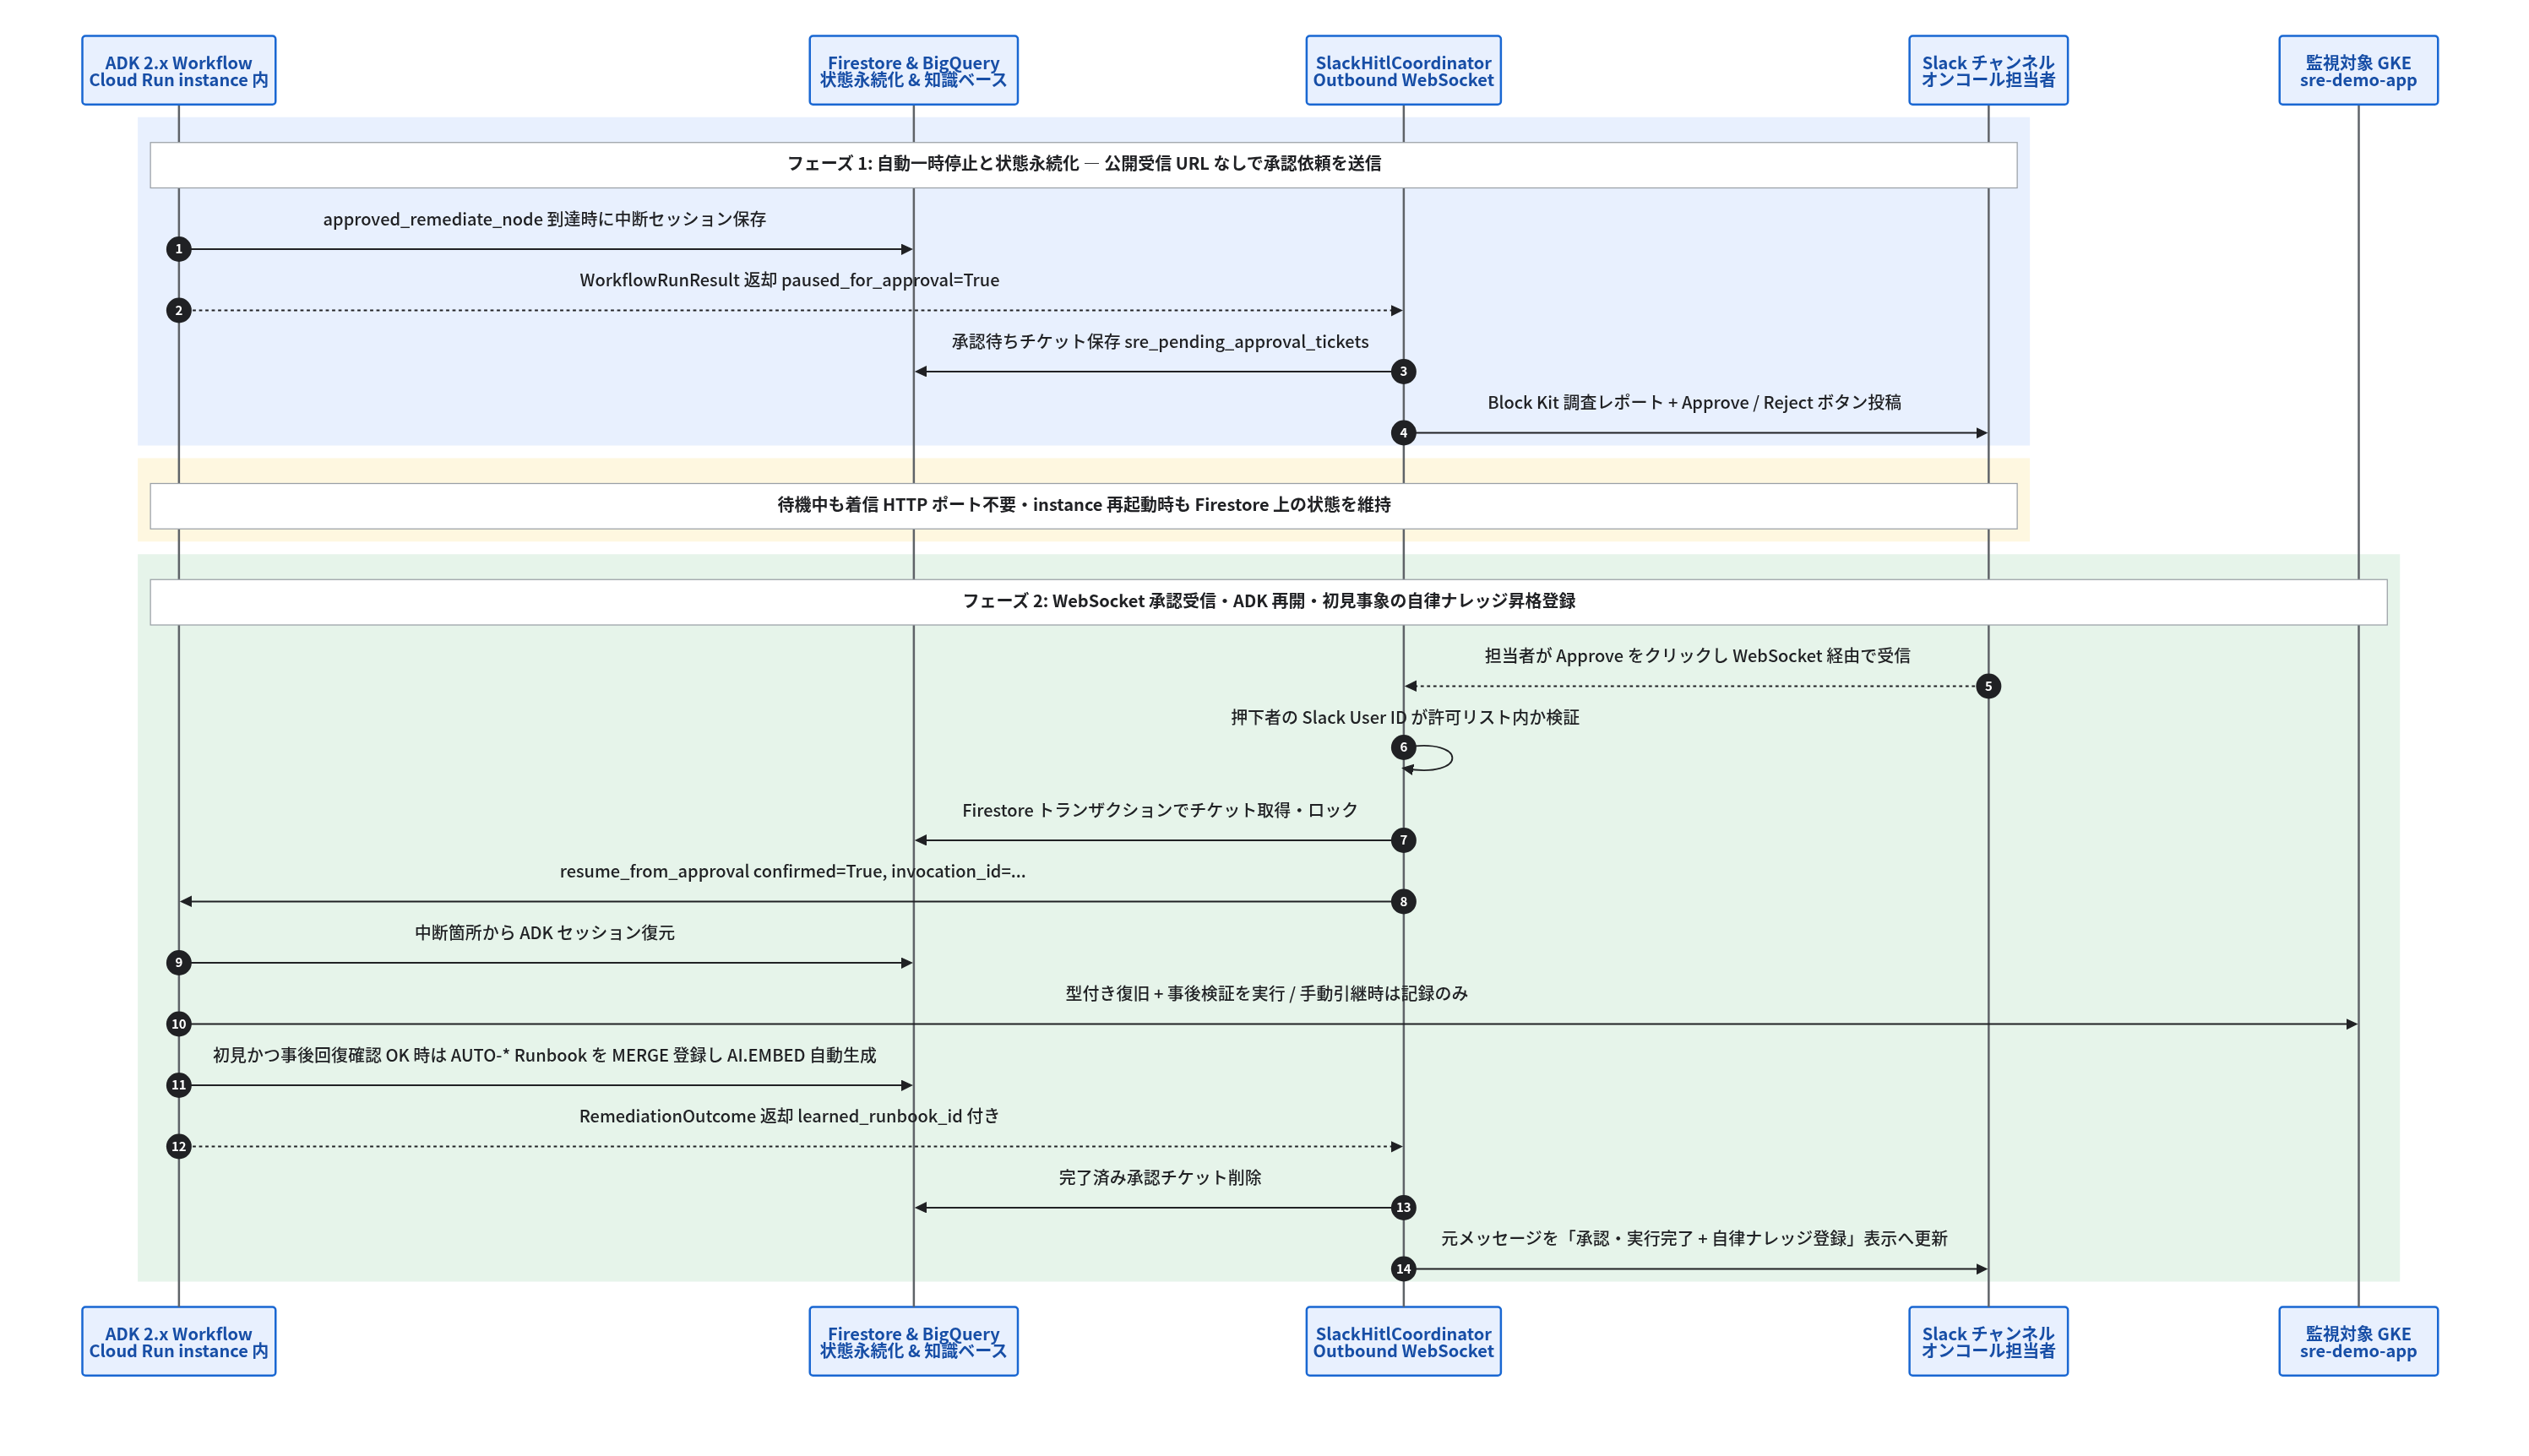 ADK 2.x Workflow
Cloud Run instance 内
Firestore & BigQuery
状態永続化 & 知識ベース
SlackHitlCoordinator
Outbound WebSocket
Slack チャンネル
オンコール担当者
監視対象 GKE
sre-demo-app
フェーズ 1: 自動一時停止と状態永続化 — 公開受信 URL なしで承認依頼を送信
approved_remediate_node 到達時に中断セッション保存
1
WorkflowRunResult 返却 paused_for_approval=True
2
承認待ちチケット保存 sre_pending_approval_tickets
3
Block Kit 調査レポート + Approve / Reject ボタン投稿
4
待機中も着信 HTTP ポート不要・instance 再起動時も Firestore 上の状態を維持
フェーズ 2: WebSocket 承認受信・ADK 再開・初見事象の自律ナレッジ昇格登録
担当者が Approve をクリックし WebSocket 経由で受信
5
押下者の Slack User ID が許可リスト内か検証
6
Firestore トランザクションでチケット取得・ロック
7
resume_from_approval confirmed=True, invocation_id=...
8
中断箇所から ADK セッション復元
9
型付き復旧 + 事後検証を実行 / 手動引継時は記録のみ
10
初見かつ事後回復確認 OK 時は AUTO-* Runbook を MERGE 登録し AI.EMBED 自動生成
11
RemediationOutcome 返却 learned_runbook_id 付き
12
完了済み承認チケット削除
13
元メッセージを「承認・実行完了 + 自律ナレッジ登録」表示へ更新
14
ADK 2.x Workflow
Cloud Run instance 内
Firestore & BigQuery
状態永続化 & 知識ベース
SlackHitlCoordinator
Outbound WebSocket
Slack チャンネル
オンコール担当者
監視対象 GKE
sre-demo-app